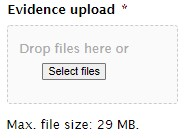 Evidence upload *
Drop files here or
Select files
Max. file size: 29 MB.